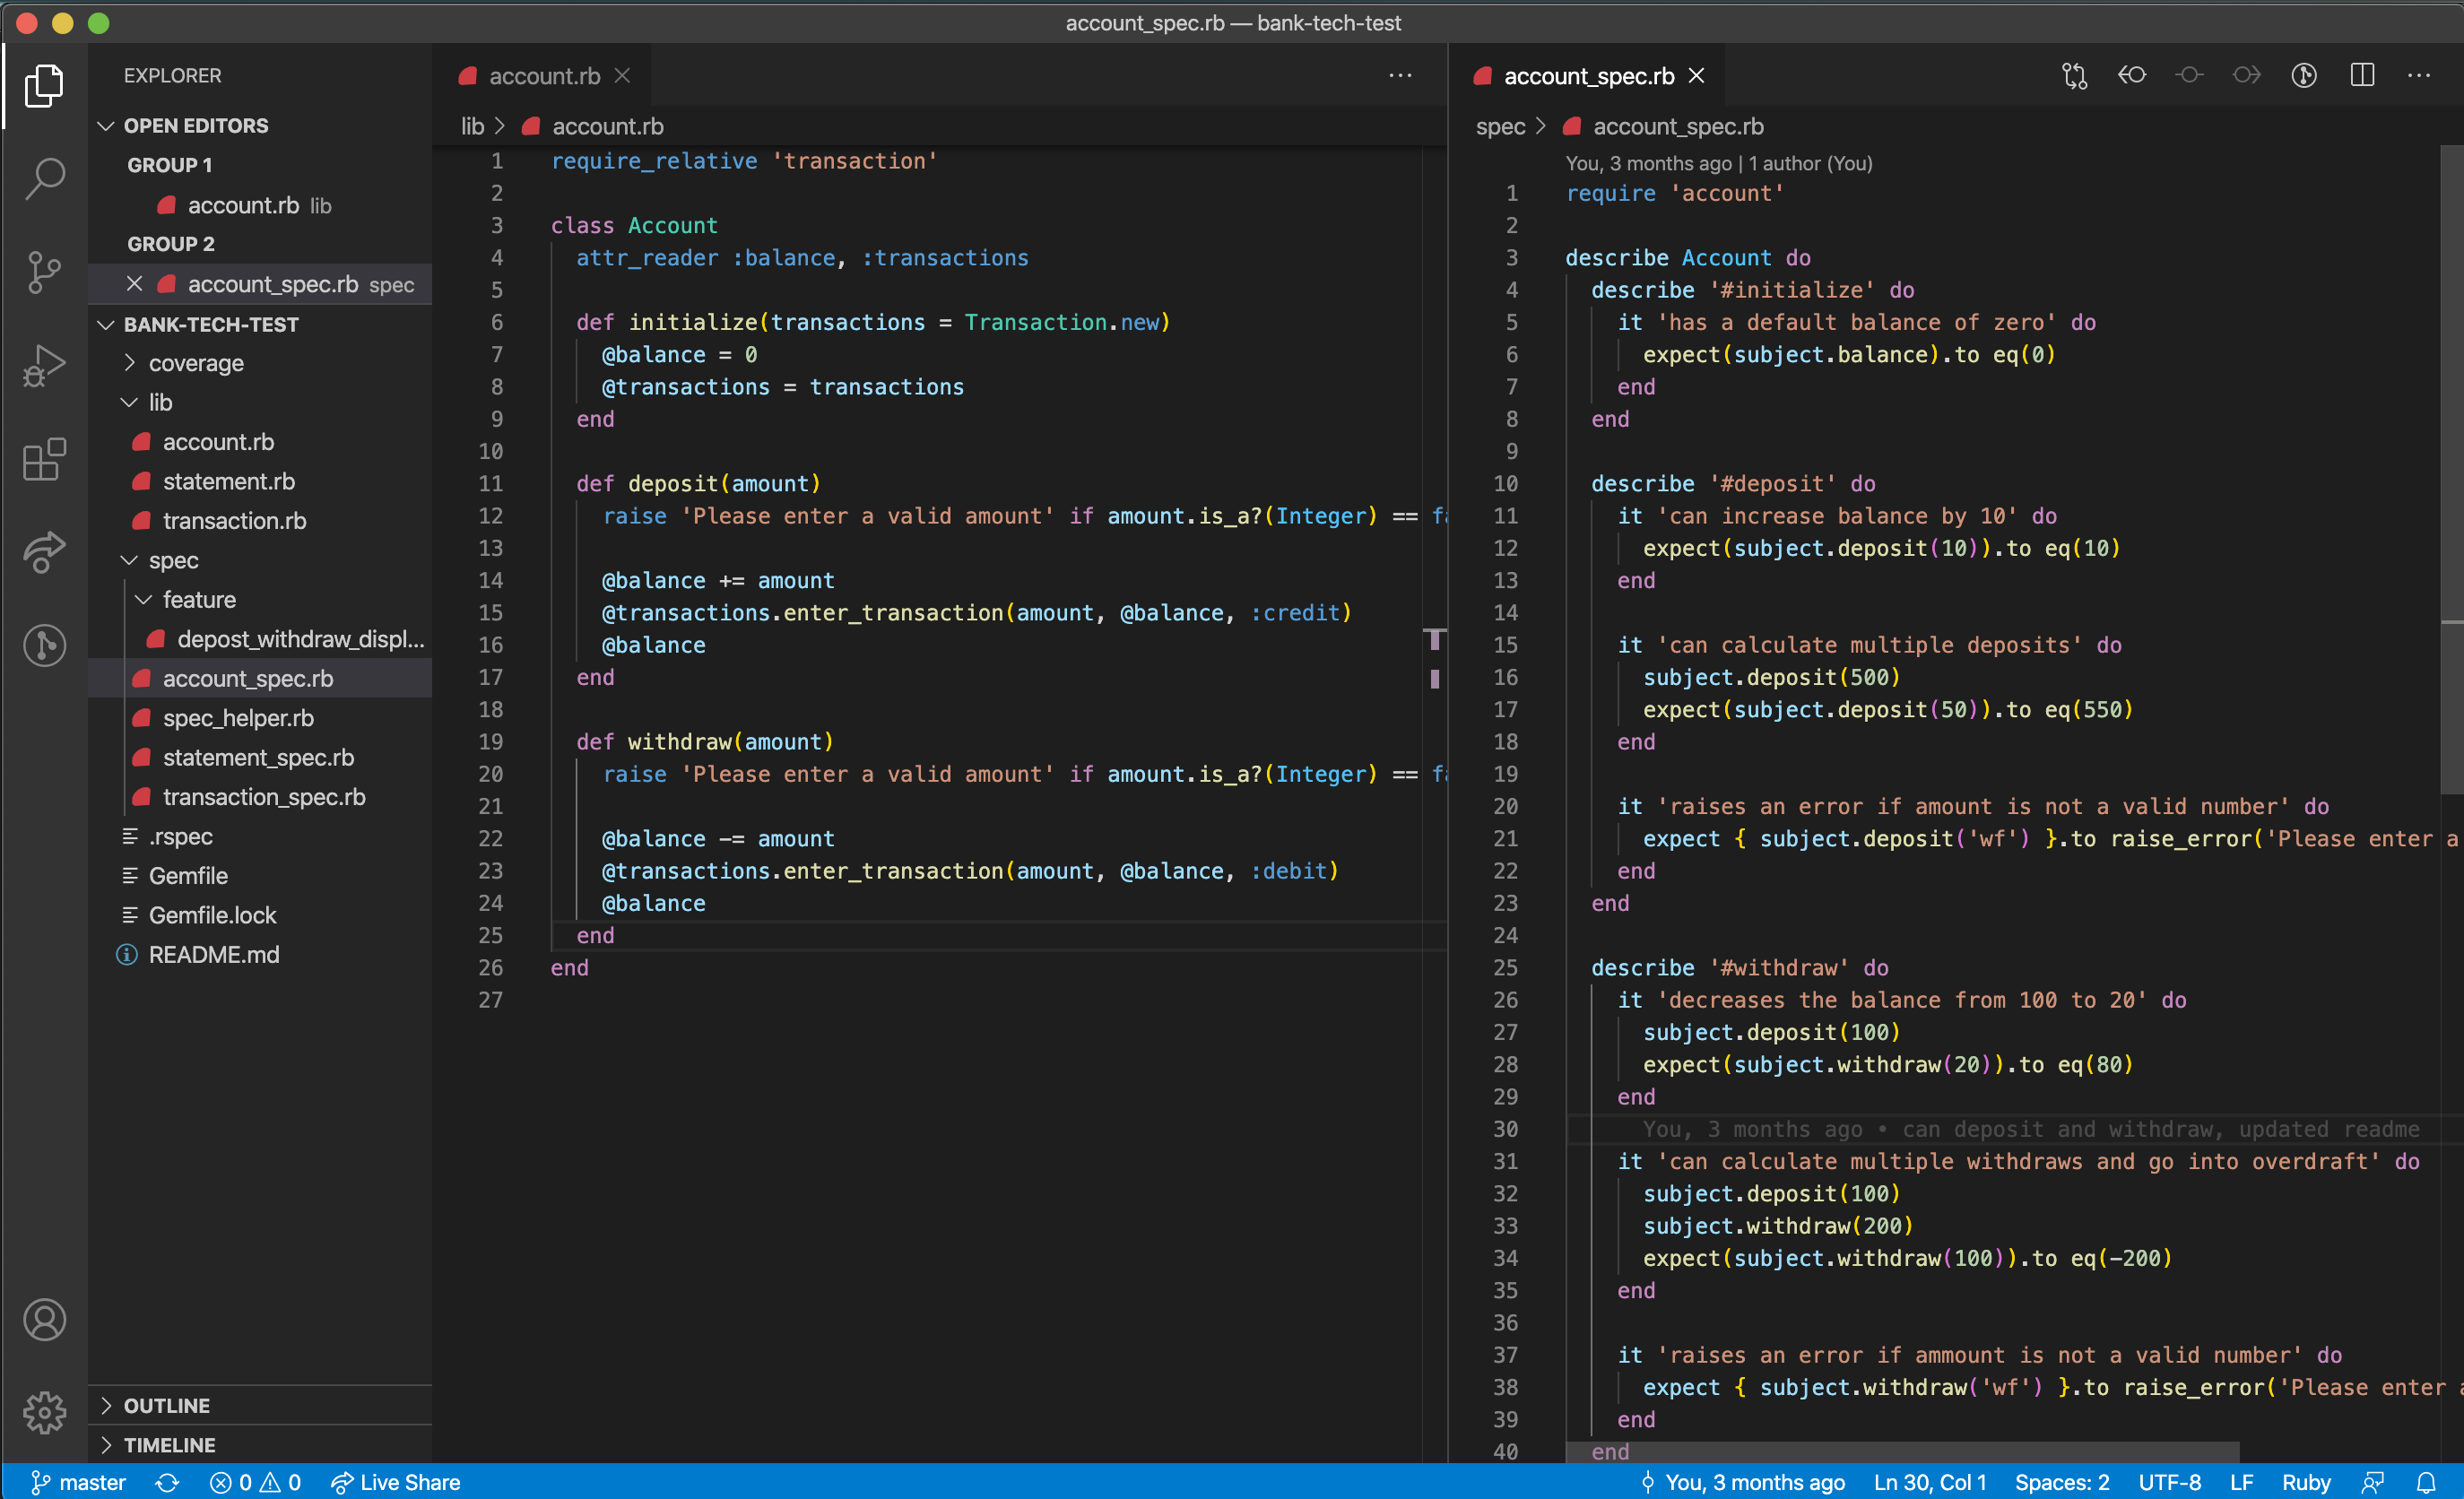 account_spec.rb — bank-tech-test
EXPLORER
OPEN EDITORS
GROUP 1
account.rb lib
GROUP 2
account_spec.rb spec
BANK-TECH-TEST
coverage
lib
account.rb
statement.rb
transaction.rb
spec
feature
depost_withdraw_displ...
account_spec.rb
spec_helper.rb
statement_spec.rb
transaction_spec.rb
.rspec
Gemfile
Gemfile.lock
README.md
OUTLINE
TIMELINE
account.rb
lib > account.rb
1 require_relative 'transaction'
2
3 class Account
4 attr_reader :balance, :transactions
5
6 def initialize(transactions = Transaction.new)
7 @balance = 0
8 @transactions = transactions
9 end
10
11 def deposit(amount)
12 raise 'Please enter a valid amount' if amount.is_a?(Integer) == fa
13
14 @balance += amount
15 @transactions.enter_transaction(amount, @balance, :credit)
16 @balance
17 end
18
19 def withdraw(amount)
20 raise 'Please enter a valid amount' if amount.is_a?(Integer) == fa
21
22 @balance -= amount
23 @transactions.enter_transaction(amount, @balance, :debit)
24 @balance
25 end
26 end
27
account_spec.rb
spec > account_spec.rb
You, 3 months ago | 1 author (You)
1 require 'account'
2
3 describe Account do
4 describe '#initialize' do
5 it 'has a default balance of zero' do
6 expect(subject.balance).to eq(0)
7 end
8 end
9
10 describe '#deposit' do
11 it 'can increase balance by 10' do
12 expect(subject.deposit(10)).to eq(10)
13 end
14
15 it 'can calculate multiple deposits' do
16 subject.deposit(500)
17 expect(subject.deposit(50)).to eq(550)
18 end
19
20 it 'raises an error if amount is not a valid number' do
21 expect { subject.deposit('wf') }.to raise_error('Please enter a
22 end
23 end
24
25 describe '#withdraw' do
26 it 'decreases the balance from 100 to 20' do
27 subject.deposit(100)
28 expect(subject.withdraw(20)).to eq(80)
29 end
30 You, 3 months ago • can deposit and withdraw, updated readme
31 it 'can calculate multiple withdraws and go into overdraft' do
32 subject.deposit(100)
33 subject.withdraw(200)
34 expect(subject.withdraw(100)).to eq(-200)
35 end
36
37 it 'raises an error if ammount is not a valid number' do
38 expect { subject.withdraw('wf') }.to raise_error('Please enter a
39 end
40 end
master 0 0 Live Share You, 3 months ago Ln 30, Col 1 Spaces: 2 UTF-8 LF Ruby